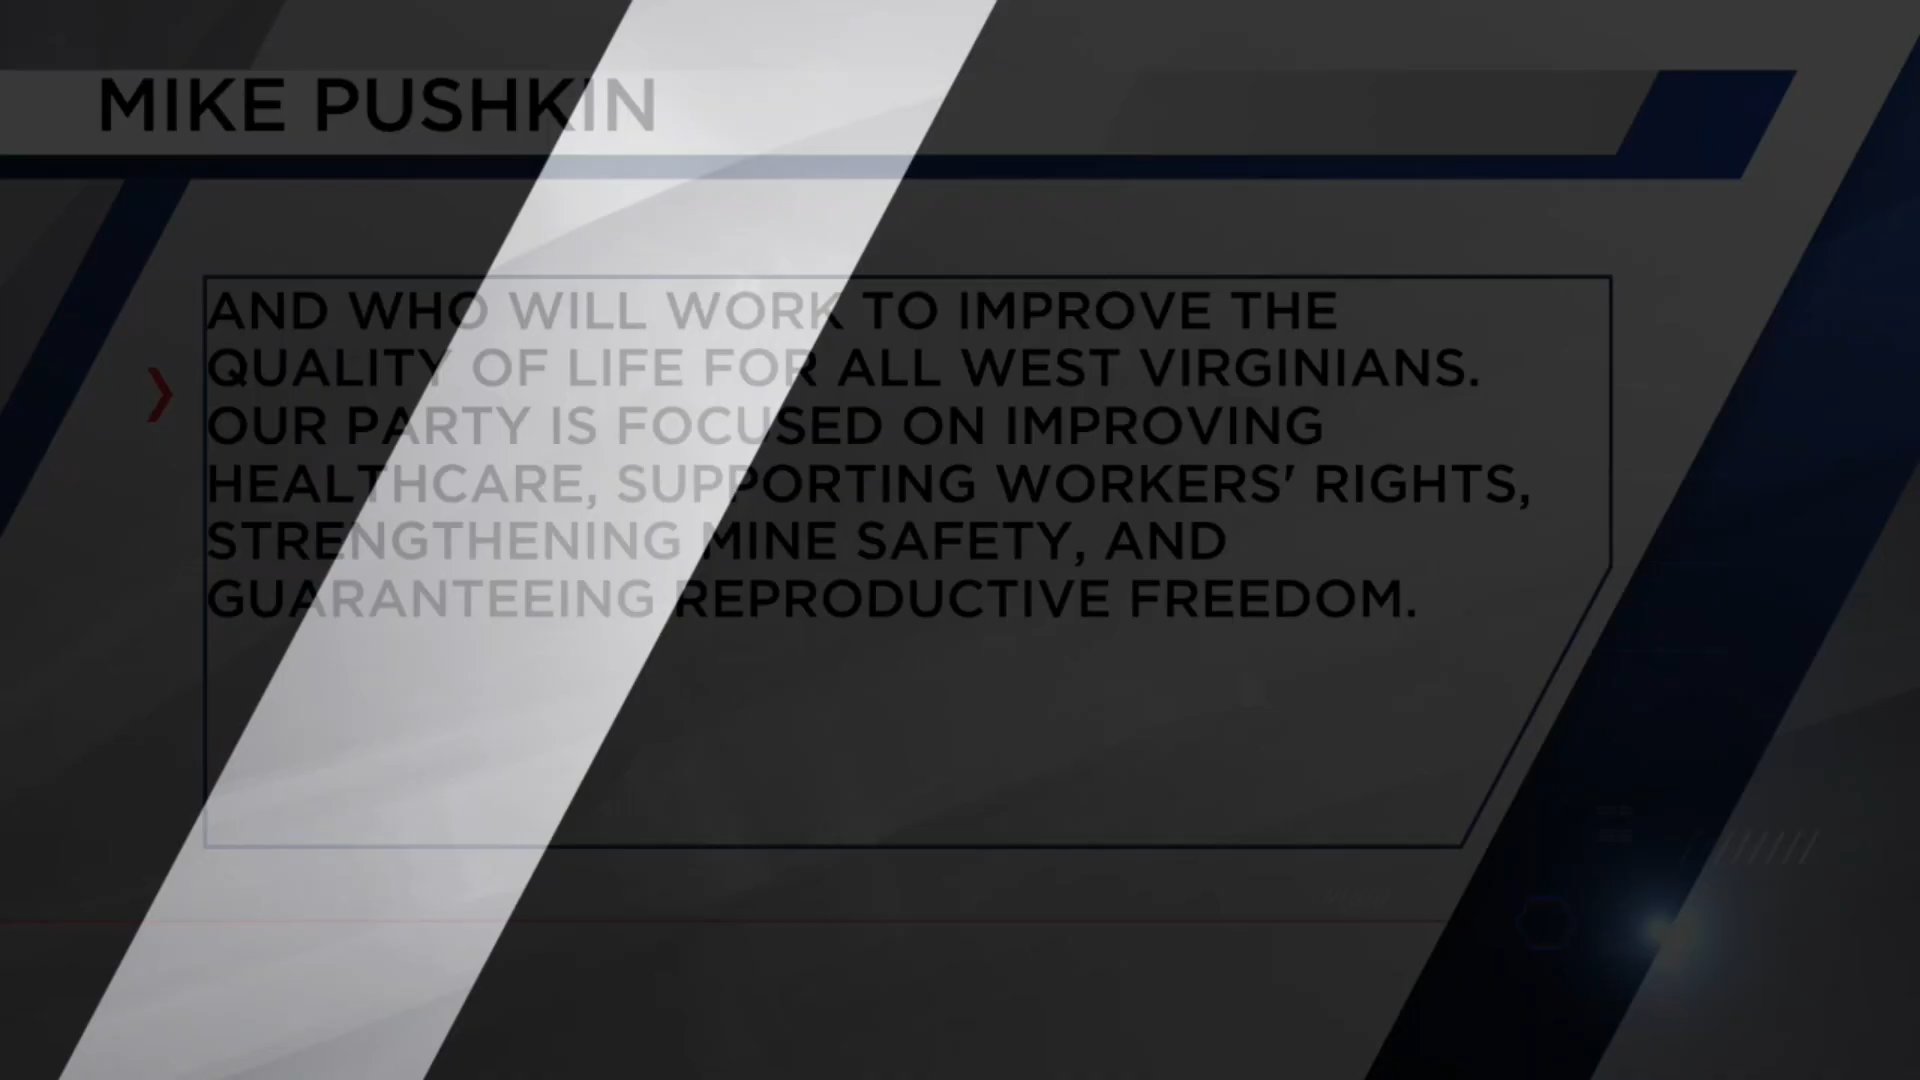 MIKE PUSHKIN
AND WHO WILL WORK TO IMPROVE THE
QUALITY OF LIFE FOR ALL WEST VIRGINIANS.
OUR PARTY IS FOCUSED ON IMPROVING
HEALTHCARE, SUPPORTING WORKERS' RIGHTS,
STRENGTHENING MINE SAFETY, AND
GUARANTEEING REPRODUCTIVE FREEDOM.